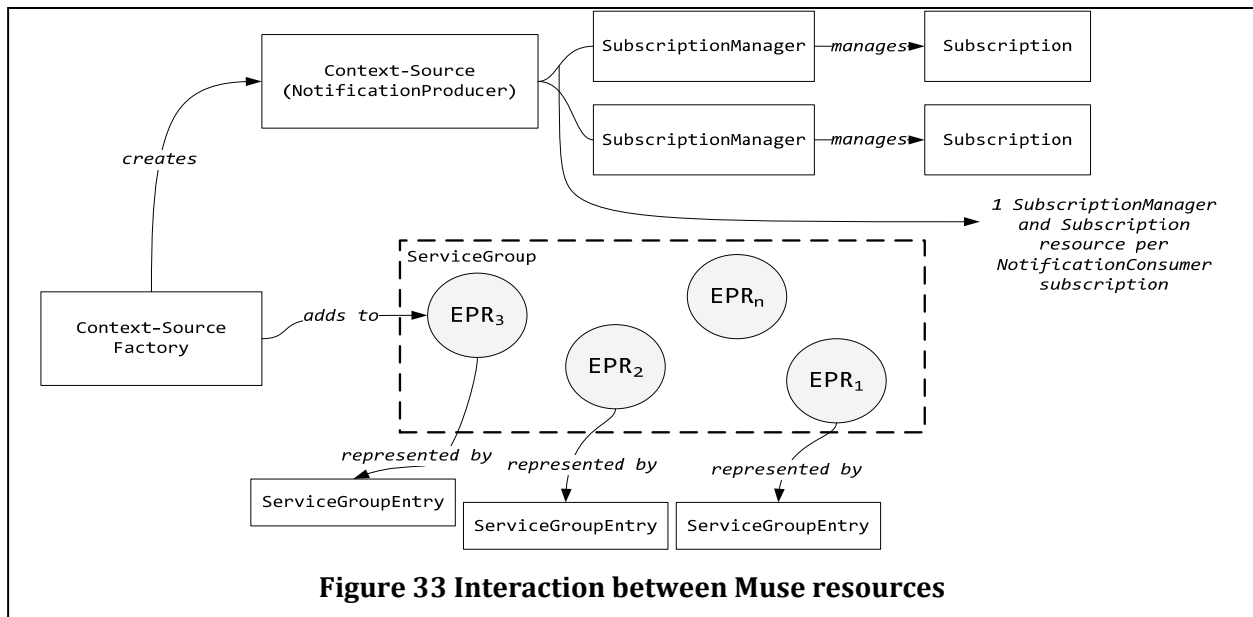 SubscriptionManager
manages
Subscription
Context-Source
(NotificationProducer)
SubscriptionManager
manages
Subscription
creates
1 SubscriptionManager
and Subscription
resource per
NotificationConsumer
subscription
ServiceGroup
EPRn
Context-Source
Factory
adds to
EPR3
EPR2
EPR1
represented by
represented by
represented by
ServiceGroupEntry
ServiceGroupEntry
ServiceGroupEntry
Figure 33 Interaction between Muse resources